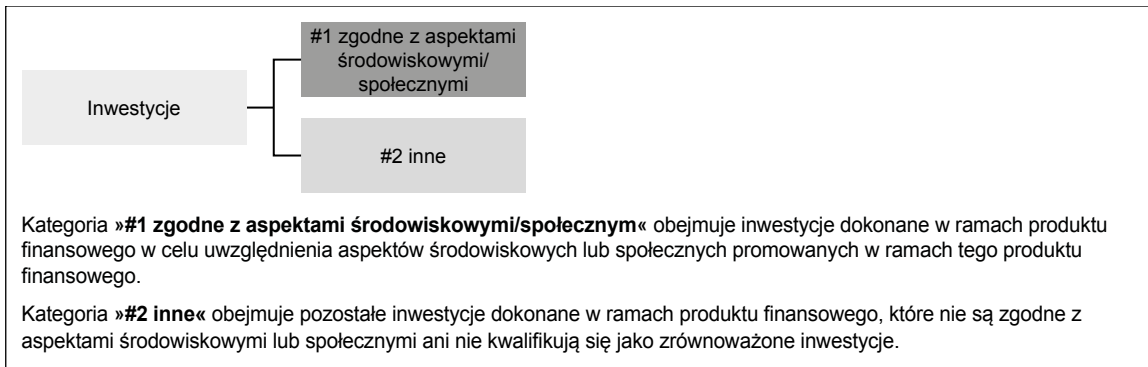 #1 zgodne z aspektami
środowiskowymi/
społecznymi
Inwestycje
#2 inne
Kategoria »#1 zgodne z aspektami środowiskowymi/społecznym« obejmuje inwestycje dokonane w ramach produktu
finansowego w celu uwzględnienia aspektów środowiskowych lub społecznych promowanych w ramach tego produktu
finansowego.
Kategoria »#2 inne« obejmuje pozostałe inwestycje dokonane w ramach produktu finansowego, które nie są zgodne z
aspektami środowiskowymi lub społecznymi ani nie kwalifikują się jako zrównoważone inwestycje.